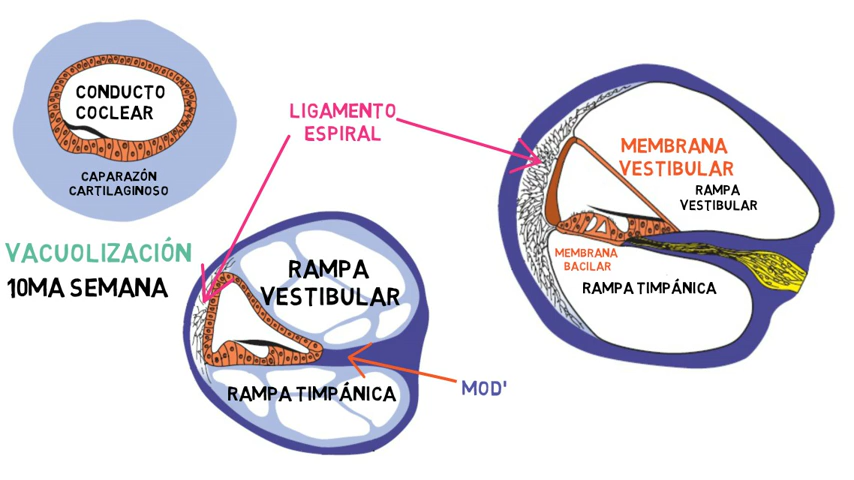 CONDUCTO
COCLEAR
CAPARAZÓN
CARTILAGINOSO
LIGAMENTO
ESPIRAL
MEMBRANA
VESTIBULAR
RAMPA
VESTIBULAR
MEMBRANA
BACILAR
RAMPA TIMPÁNICA
VACUOLIZACIÓN
10MA SEMANA
RAMPA
VESTIBULAR
RAMPA TIMPÁNICA
MOD'